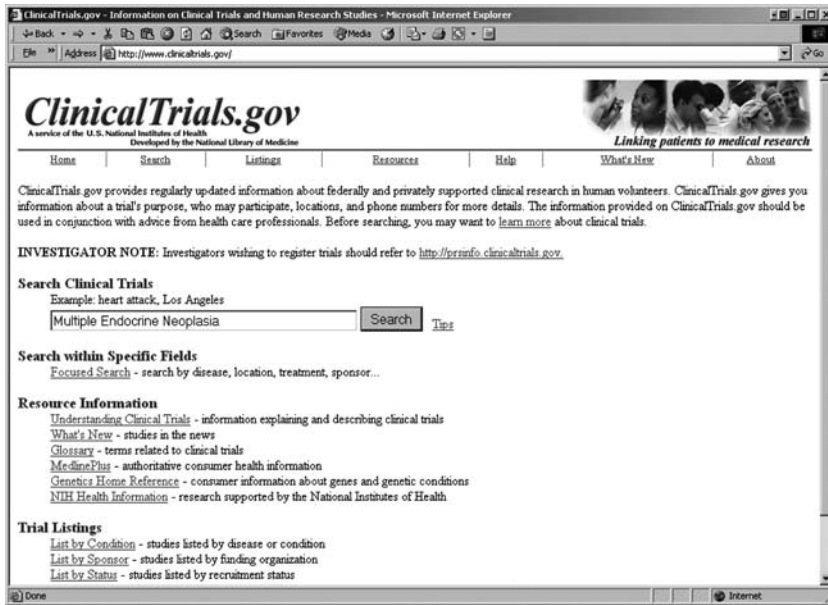 ClinicalTrials.gov - Information on Clinical Trials and Human Research Studies - Microsoft Internet Explorer
Back Search Favorites Media
File » Address http://www.clinicaltrials.gov/ Go
ClinicalTrials.gov
A service of the U.S. National Institutes of Health
Developed by the National Library of Medicine
Linking patients to medical research
Home Search Listings Resources Help What's New About
ClinicalTrials.gov provides regularly updated information about federally and privately supported clinical research in human volunteers. ClinicalTrials.gov gives you
information about a trial's purpose, who may participate, locations, and phone numbers for more details. The information provided on ClinicalTrials.gov should be
used in conjunction with advice from health care professionals. Before searching, you may want to learn more about clinical trials.
INVESTIGATOR NOTE: Investigators wishing to register trials should refer to http://prsinfo.clinicaltrials.gov.
Search Clinical Trials
Example: heart attack, Los Angeles
Multiple Endocrine Neoplasia Search Tips
Search within Specific Fields
Focused Search - search by disease, location, treatment, sponsor...
Resource Information
Understanding Clinical Trials - information explaining and describing clinical trials
What's New - studies in the news
Glossary - terms related to clinical trials
MedlinePlus - authoritative consumer health information
Genetics Home Reference - consumer information about genes and genetic conditions
NIH Health Information - research supported by the National Institutes of Health
Trial Listings
List by Condition - studies listed by disease or condition
List by Sponsor - studies listed by funding organization
List by Status - studies listed by recruitment status
Done Internet